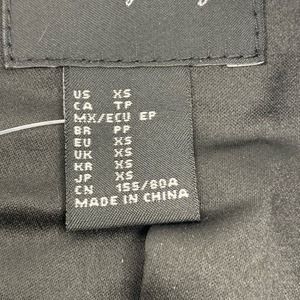 US XS
CA TP
MX/ECU EP
BR PP
EU XS
UK XS
KR XS
JP XS
CN 155/80A
MADE IN CHINA